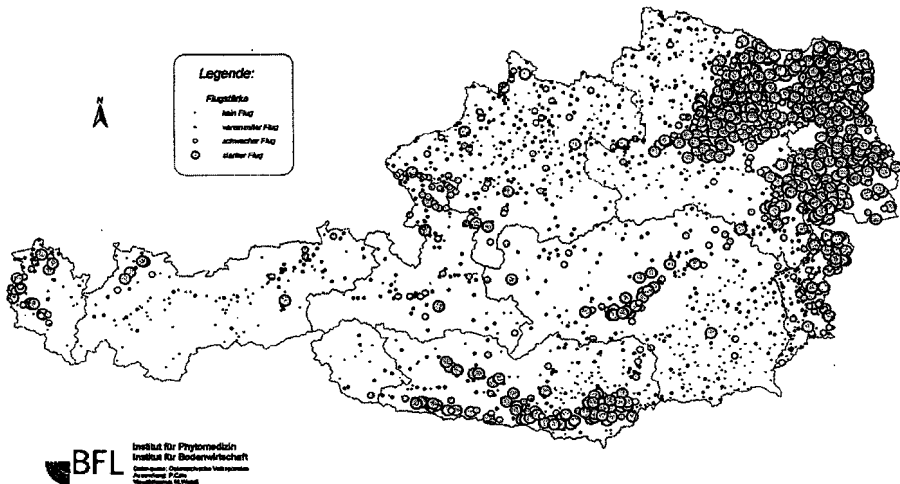 Legende:
Flugstärke
kein Flug
vereinzelter Flug
schwacher Flug
starker Flug
N
BFL
Institut für Phytomedizin
Institut für Bodenwirtschaft